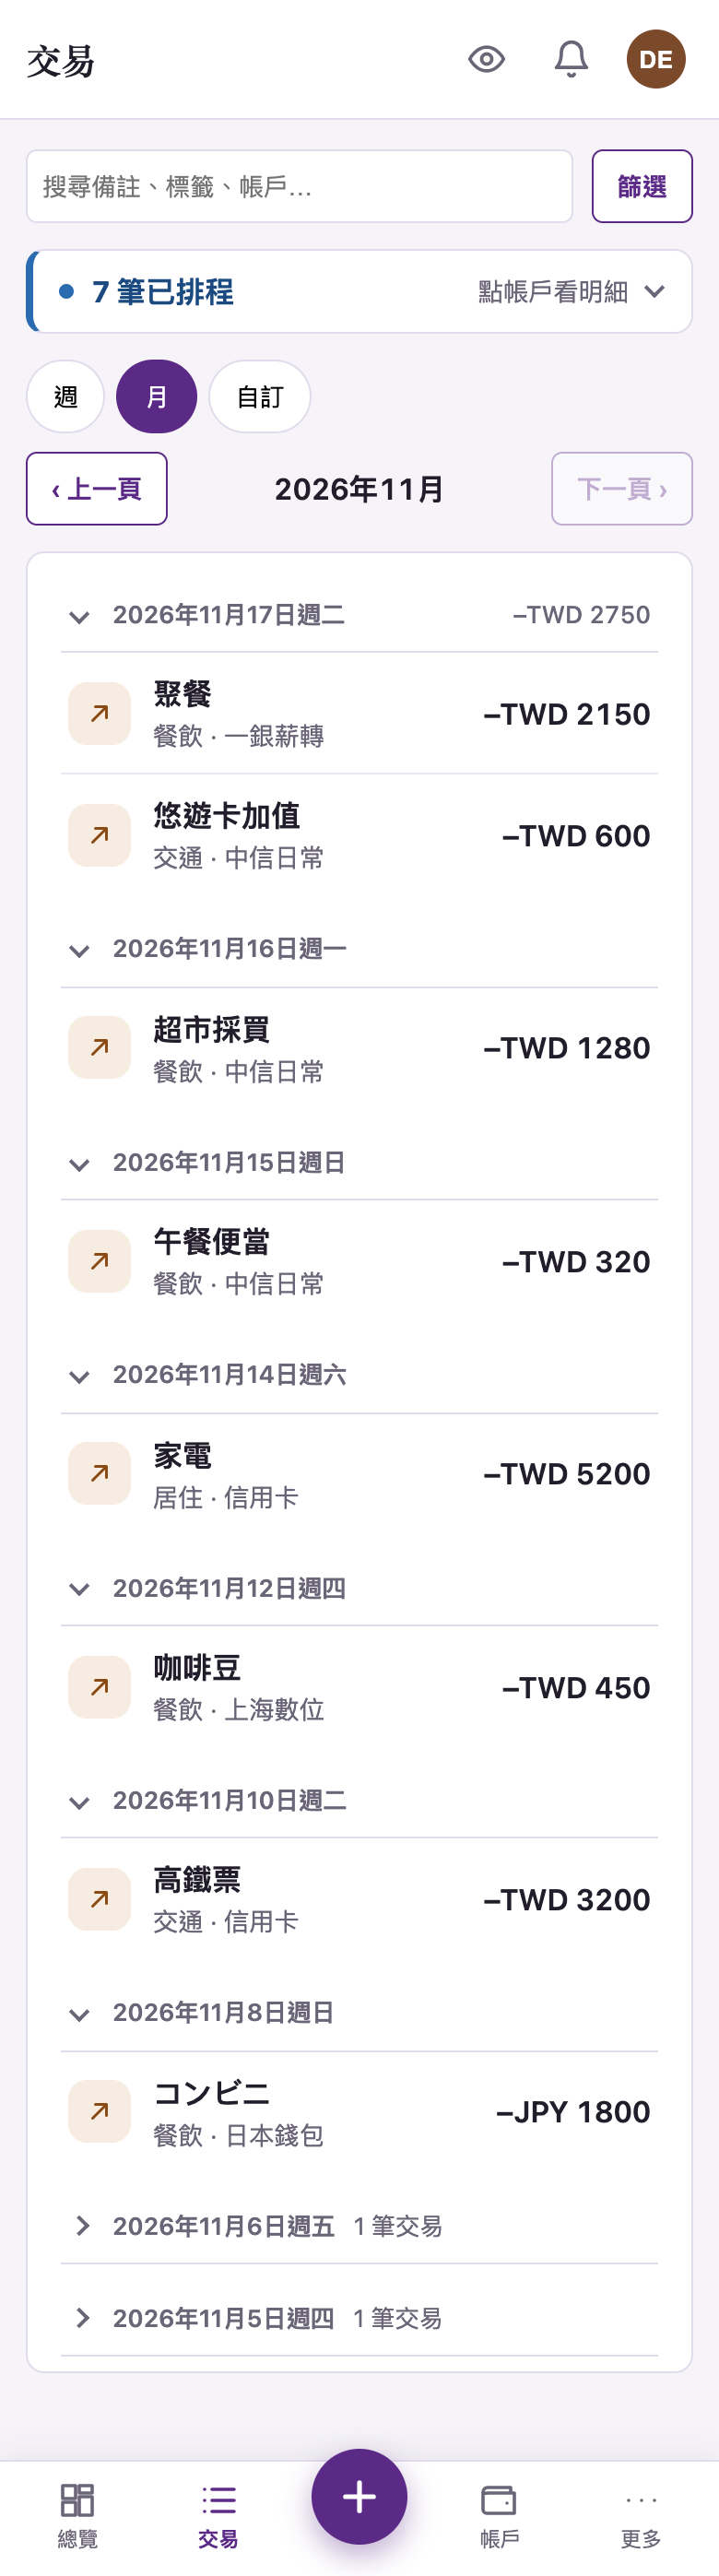 交易
DE
搜尋備註、標籤、帳戶...
篩選
7 筆已排程
點帳戶看明細
週
月
自訂
‹ 上一頁
2026年11月
下一頁 ›
2026年11月17日週二
–TWD 2750
聚餐
–TWD 2150
餐飲 · 一銀薪轉
悠遊卡加值
–TWD 600
交通 · 中信日常
2026年11月16日週一
超市採買
–TWD 1280
餐飲 · 中信日常
2026年11月15日週日
午餐便當
–TWD 320
餐飲 · 中信日常
2026年11月14日週六
家電
–TWD 5200
居住 · 信用卡
2026年11月12日週四
咖啡豆
–TWD 450
餐飲 · 上海數位
2026年11月10日週二
高鐵票
–TWD 3200
交通 · 信用卡
2026年11月8日週日
コンビニ
–JPY 1800
餐飲 · 日本錢包
2026年11月6日週五 1 筆交易
2026年11月5日週四 1 筆交易
總覽
交易
帳戶
更多